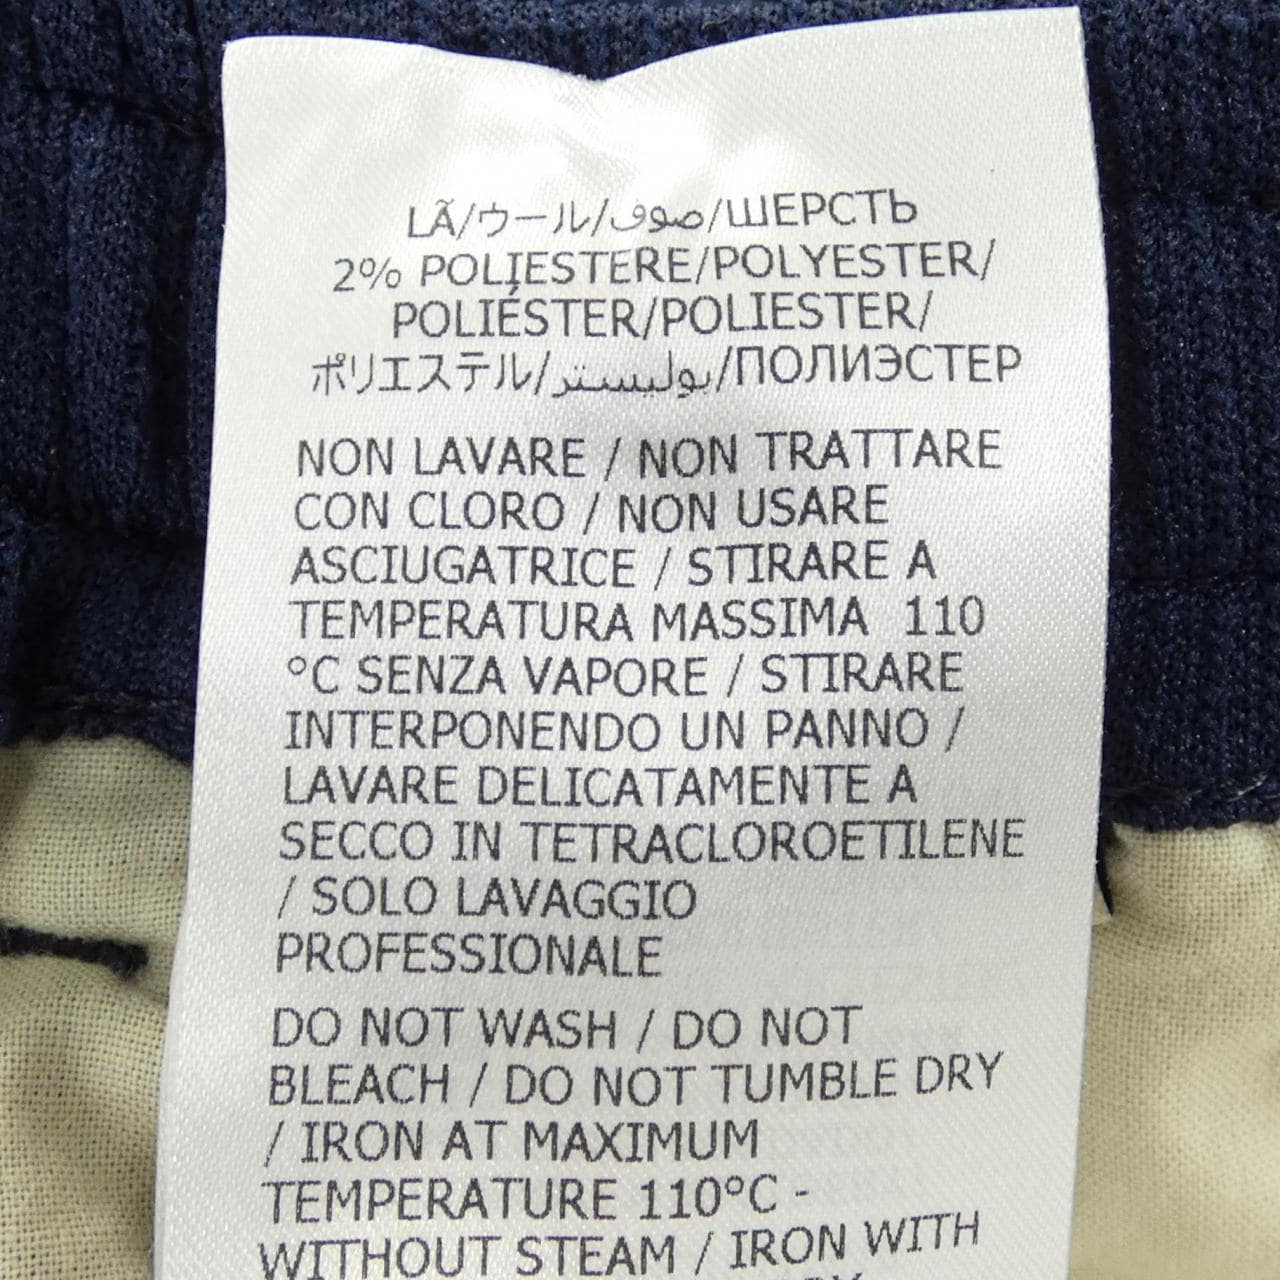 LÃ/ウール/صوف/ШЕРСТЬ
2% POLIESTERE/POLYESTER/
POLIÉSTER/POLIESTER/
ポリエステル/بوليستر/ПОЛИЭСТЕР
NON LAVARE / NON TRATTARE
CON CLORO / NON USARE
ASCIUGATRICE / STIRARE A
TEMPERATURA MASSIMA 110
°C SENZA VAPORE / STIRARE
INTERPONENDO UN PANNO /
LAVARE DELICATAMENTE A
SECCO IN TETRACLOROETILENE
/ SOLO LAVAGGIO
PROFESSIONALE
DO NOT WASH / DO NOT
BLEACH / DO NOT TUMBLE DRY
/ IRON AT MAXIMUM
TEMPERATURE 110°C -
WITHOUT STEAM / IRON WITH